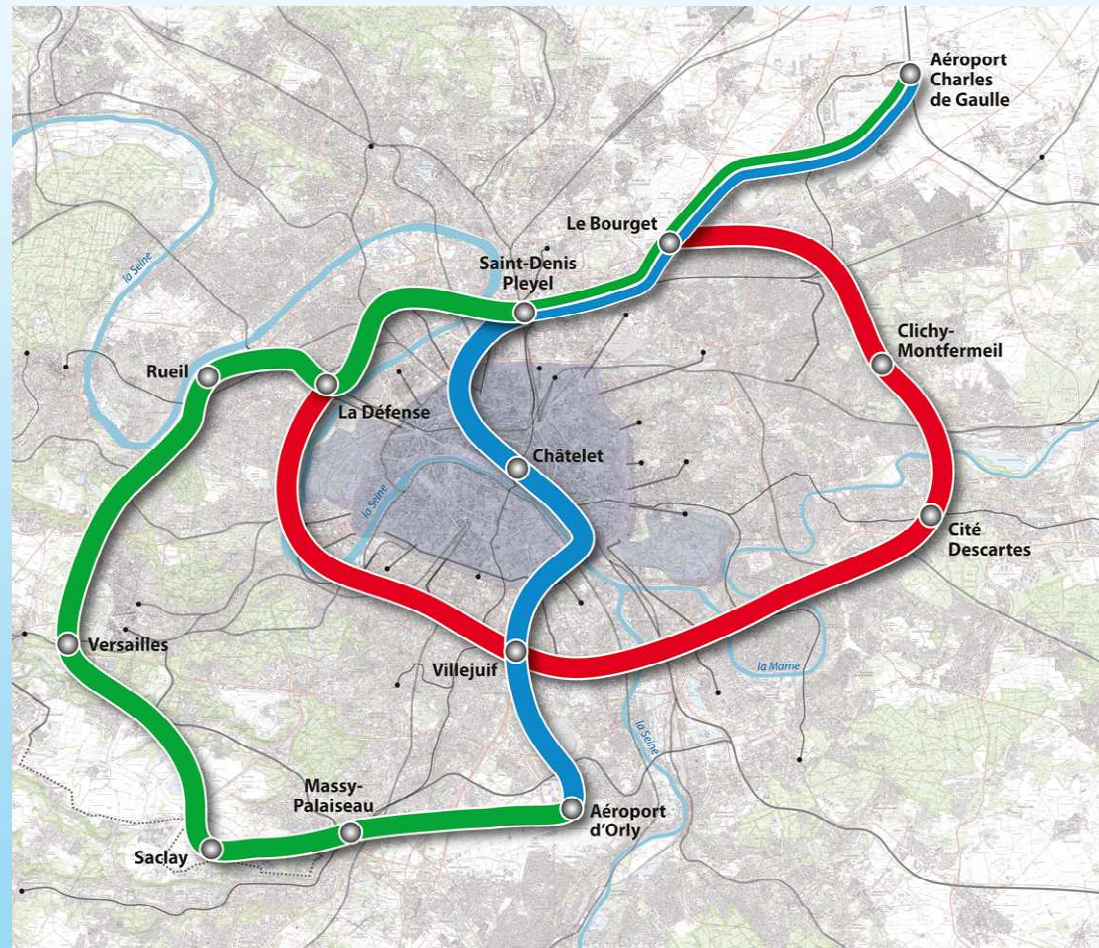 Aéroport
Charles
de Gaulle
Le Bourget
Saint-Denis
Pleyel
la Seine
Clichy-
Montfermeil
Rueil
La Défense
Châtelet
la Seine
Cité
Descartes
Versailles
Villejuif
la Marne
la Seine
Massy-
Palaiseau
Aéroport
d'Orly
Saclay